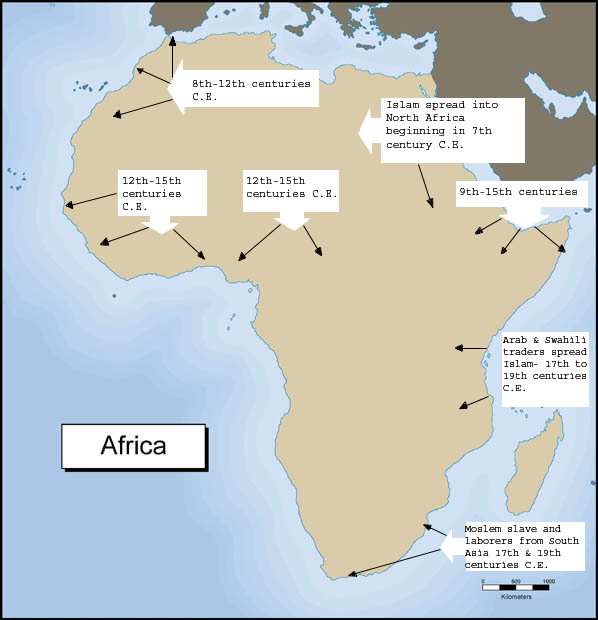 8th-12th centuries
C.E.
Islam spread into
North Africa
beginning in 7th
century C.E.
12th-15th
centuries
C.E.
12th-15th
centuries C.E.
9th-15th centuries
Arab & Swahili
traders spread
Islam- 17th to
19th centuries
C.E.
Africa
Moslem slave and
laborers from South
Asia 17th & 19th
centuries C.E.
0 500 1000
Kilometers